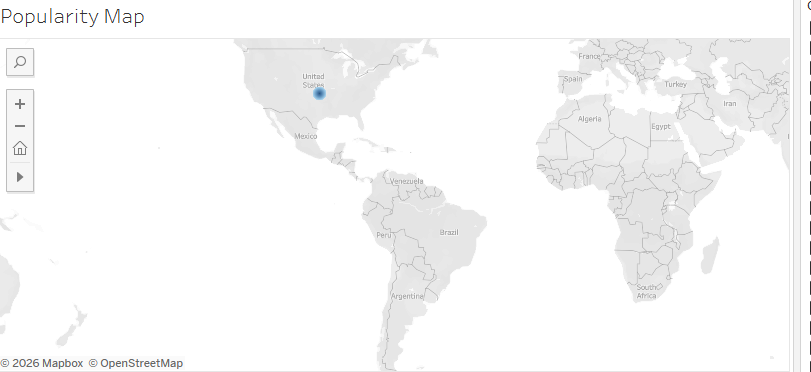 Popularity Map
France
United
States
Spain
Turkey
Iran
Algeria
Egypt
Mexico
Venezuela
Peru
Brazil
South
Africa
Argentina
© 2026 Mapbox © OpenStreetMap